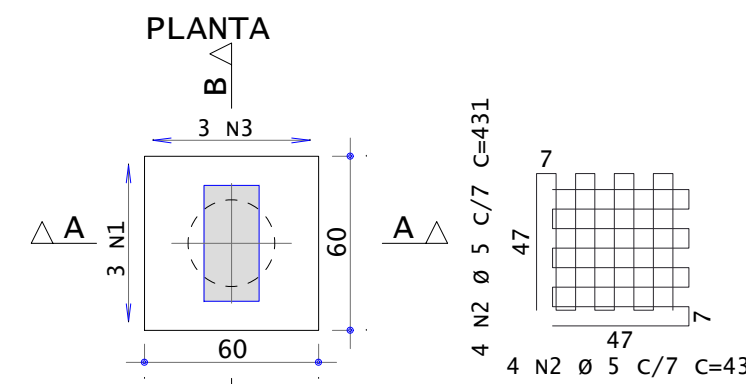 PLANTA
B
3 N3
A
3 N1
60
A
60
4 N2 Ø 5 C/7 C=431
7
47
7
47
4 N2 Ø 5 C/7 C=43